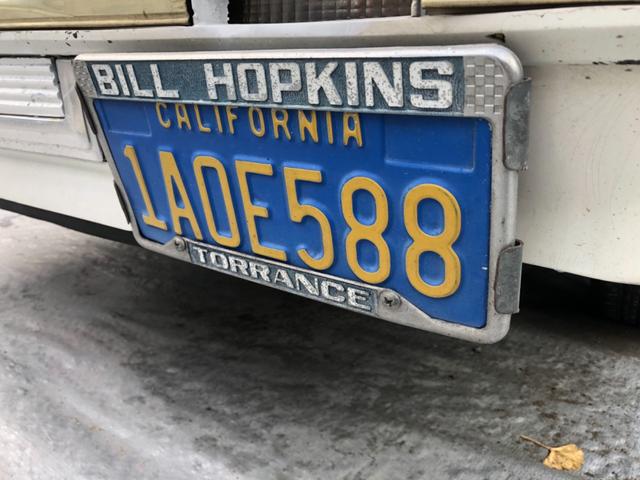 BILL HOPKINS
CALIFORNIA
1AOE588
TORRANCE